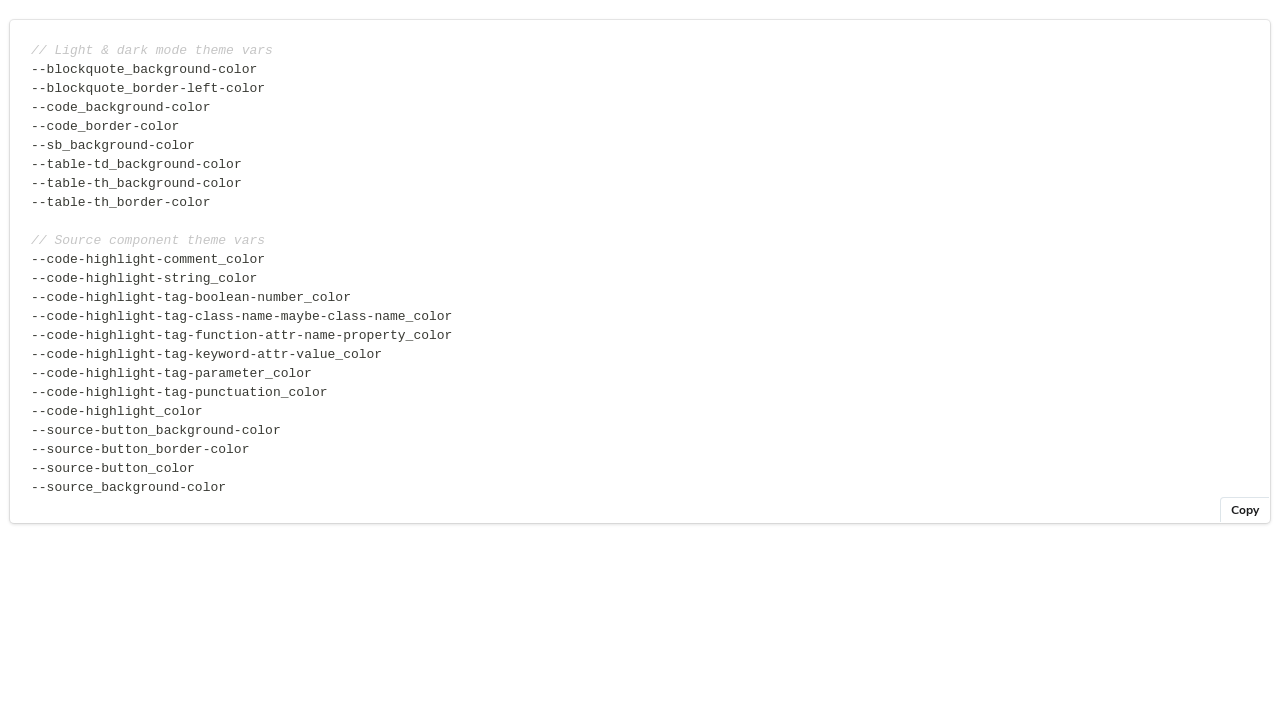 // Light & dark mode theme vars
--blockquote_background-color
--blockquote_border-left-color
--code_background-color
--code_border-color
--sb_background-color
--table-td_background-color
--table-th_background-color
--table-th_border-color

// Source component theme vars
--code-highlight-comment_color
--code-highlight-string_color
--code-highlight-tag-boolean-number_color
--code-highlight-tag-class-name-maybe-class-name_color
--code-highlight-tag-function-attr-name-property_color
--code-highlight-tag-keyword-attr-value_color
--code-highlight-tag-parameter_color
--code-highlight-tag-punctuation_color
--code-highlight_color
--source-button_background-color
--source-button_border-color
--source-button_color
--source_background-color
Copy